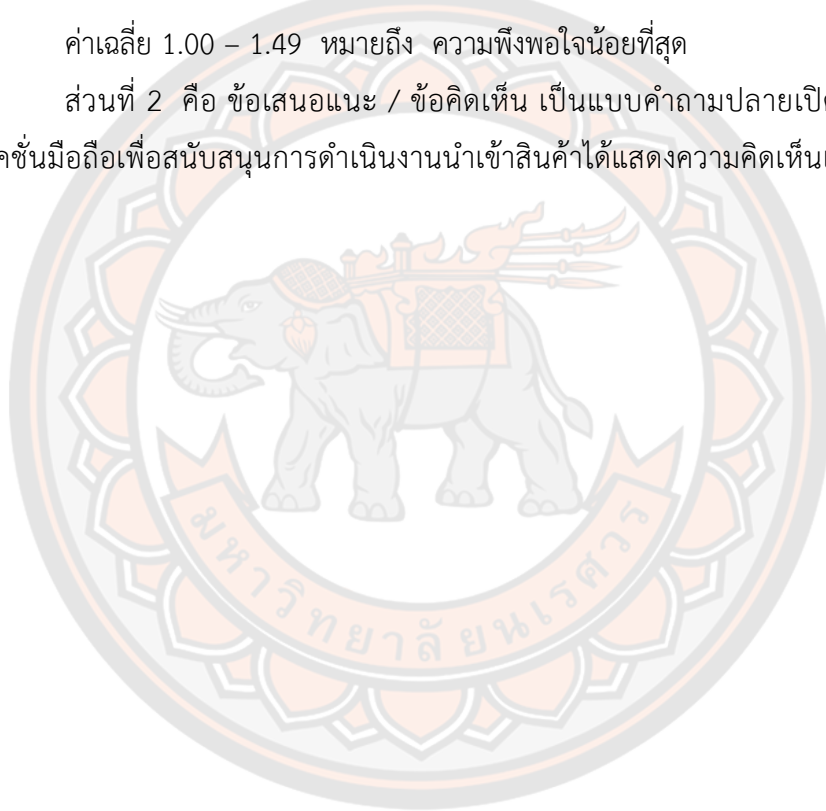 ค่าเฉลี่ย 1.00 – 1.49 หมายถึง ความพึงพอใจน้อยที่สุด
ส่วนที่ 2 คือ ข้อเสนอแนะ / ข้อคิดเห็น เป็นแบบคำถามปลายเปิด
คชั่นมือถือเพื่อสนับสนุนการดำเนินงานนำเข้าสินค้าได้แสดงความคิดเห็น
มหาวิทยาลัยนเรศวร